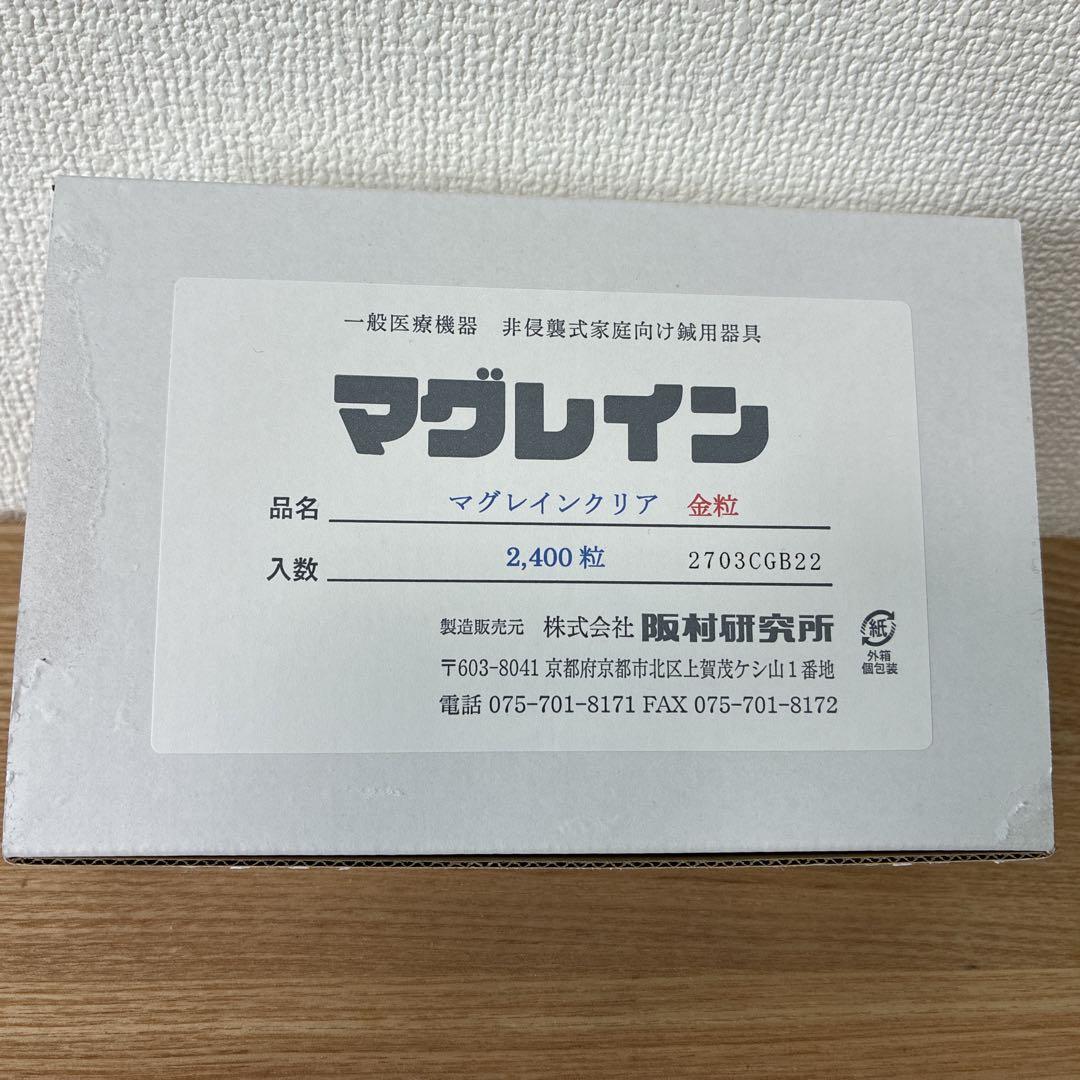 一般医療機器　非侵襲式家庭向け鍼用器具
マグレイン
品名　マグレインクリア　金粒
入数　2,400粒　2703CGB22
製造販売元　株式会社 阪村研究所
〒603-8041 京都府京都市北区上賀茂ケシ山1番地
電話 075-701-8171 FAX 075-701-8172
紙
外箱
個包装